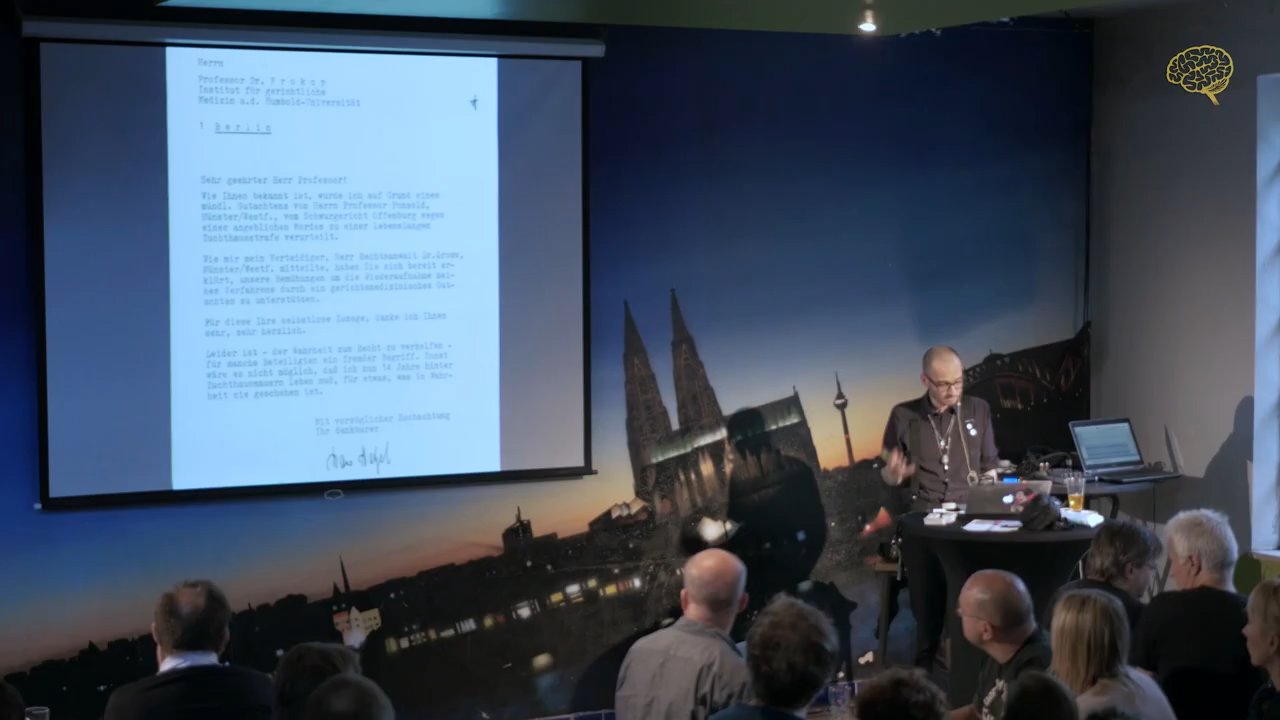 Herrn
Professor Dr. P r o k o p
Institut für gerichtliche
Medizin a.d. Humbold-Universität
1 B e r l i n
Sehr geehrter Herr Professor!
Wie Ihnen bekannt ist, wurde ich auf Grund eines
mündl. Gutachtens von Herrn Professor Ponsold,
Münster/Westf., vom Schwurgericht Offenburg wegen
eines angeblichen Mordes zu einer lebenslangen
Zuchthausstrafe verurteilt.
Wie mir mein Verteidiger, Herr Rechtsanwalt Dr.Groß,
Münster/Westf. mitteilte, haben Sie sich bereit er-
klärt, unsere Bemühungen um die Wiederaufnahme mei-
nes Verfahrens durch ein gerichtsmedizinisches Gut-
achten zu unterstützen.
Für diese Ihre selbstlose Zusage, danke ich Ihnen
sehr, sehr herzlich.
Leider ist - der Wahrheit zum Recht zu verhelfen -
für manche Beteiligten ein fremder Begriff. Sonst
wäre es nicht möglich, daß ich nun 14 Jahre hinter
Zuchthausmauern leben muß, für etwas, was in Wahr-
heit nie geschehen ist.
Mit vorzüglicher Hochachtung
Ihr dankbarer
Hans Hetzel